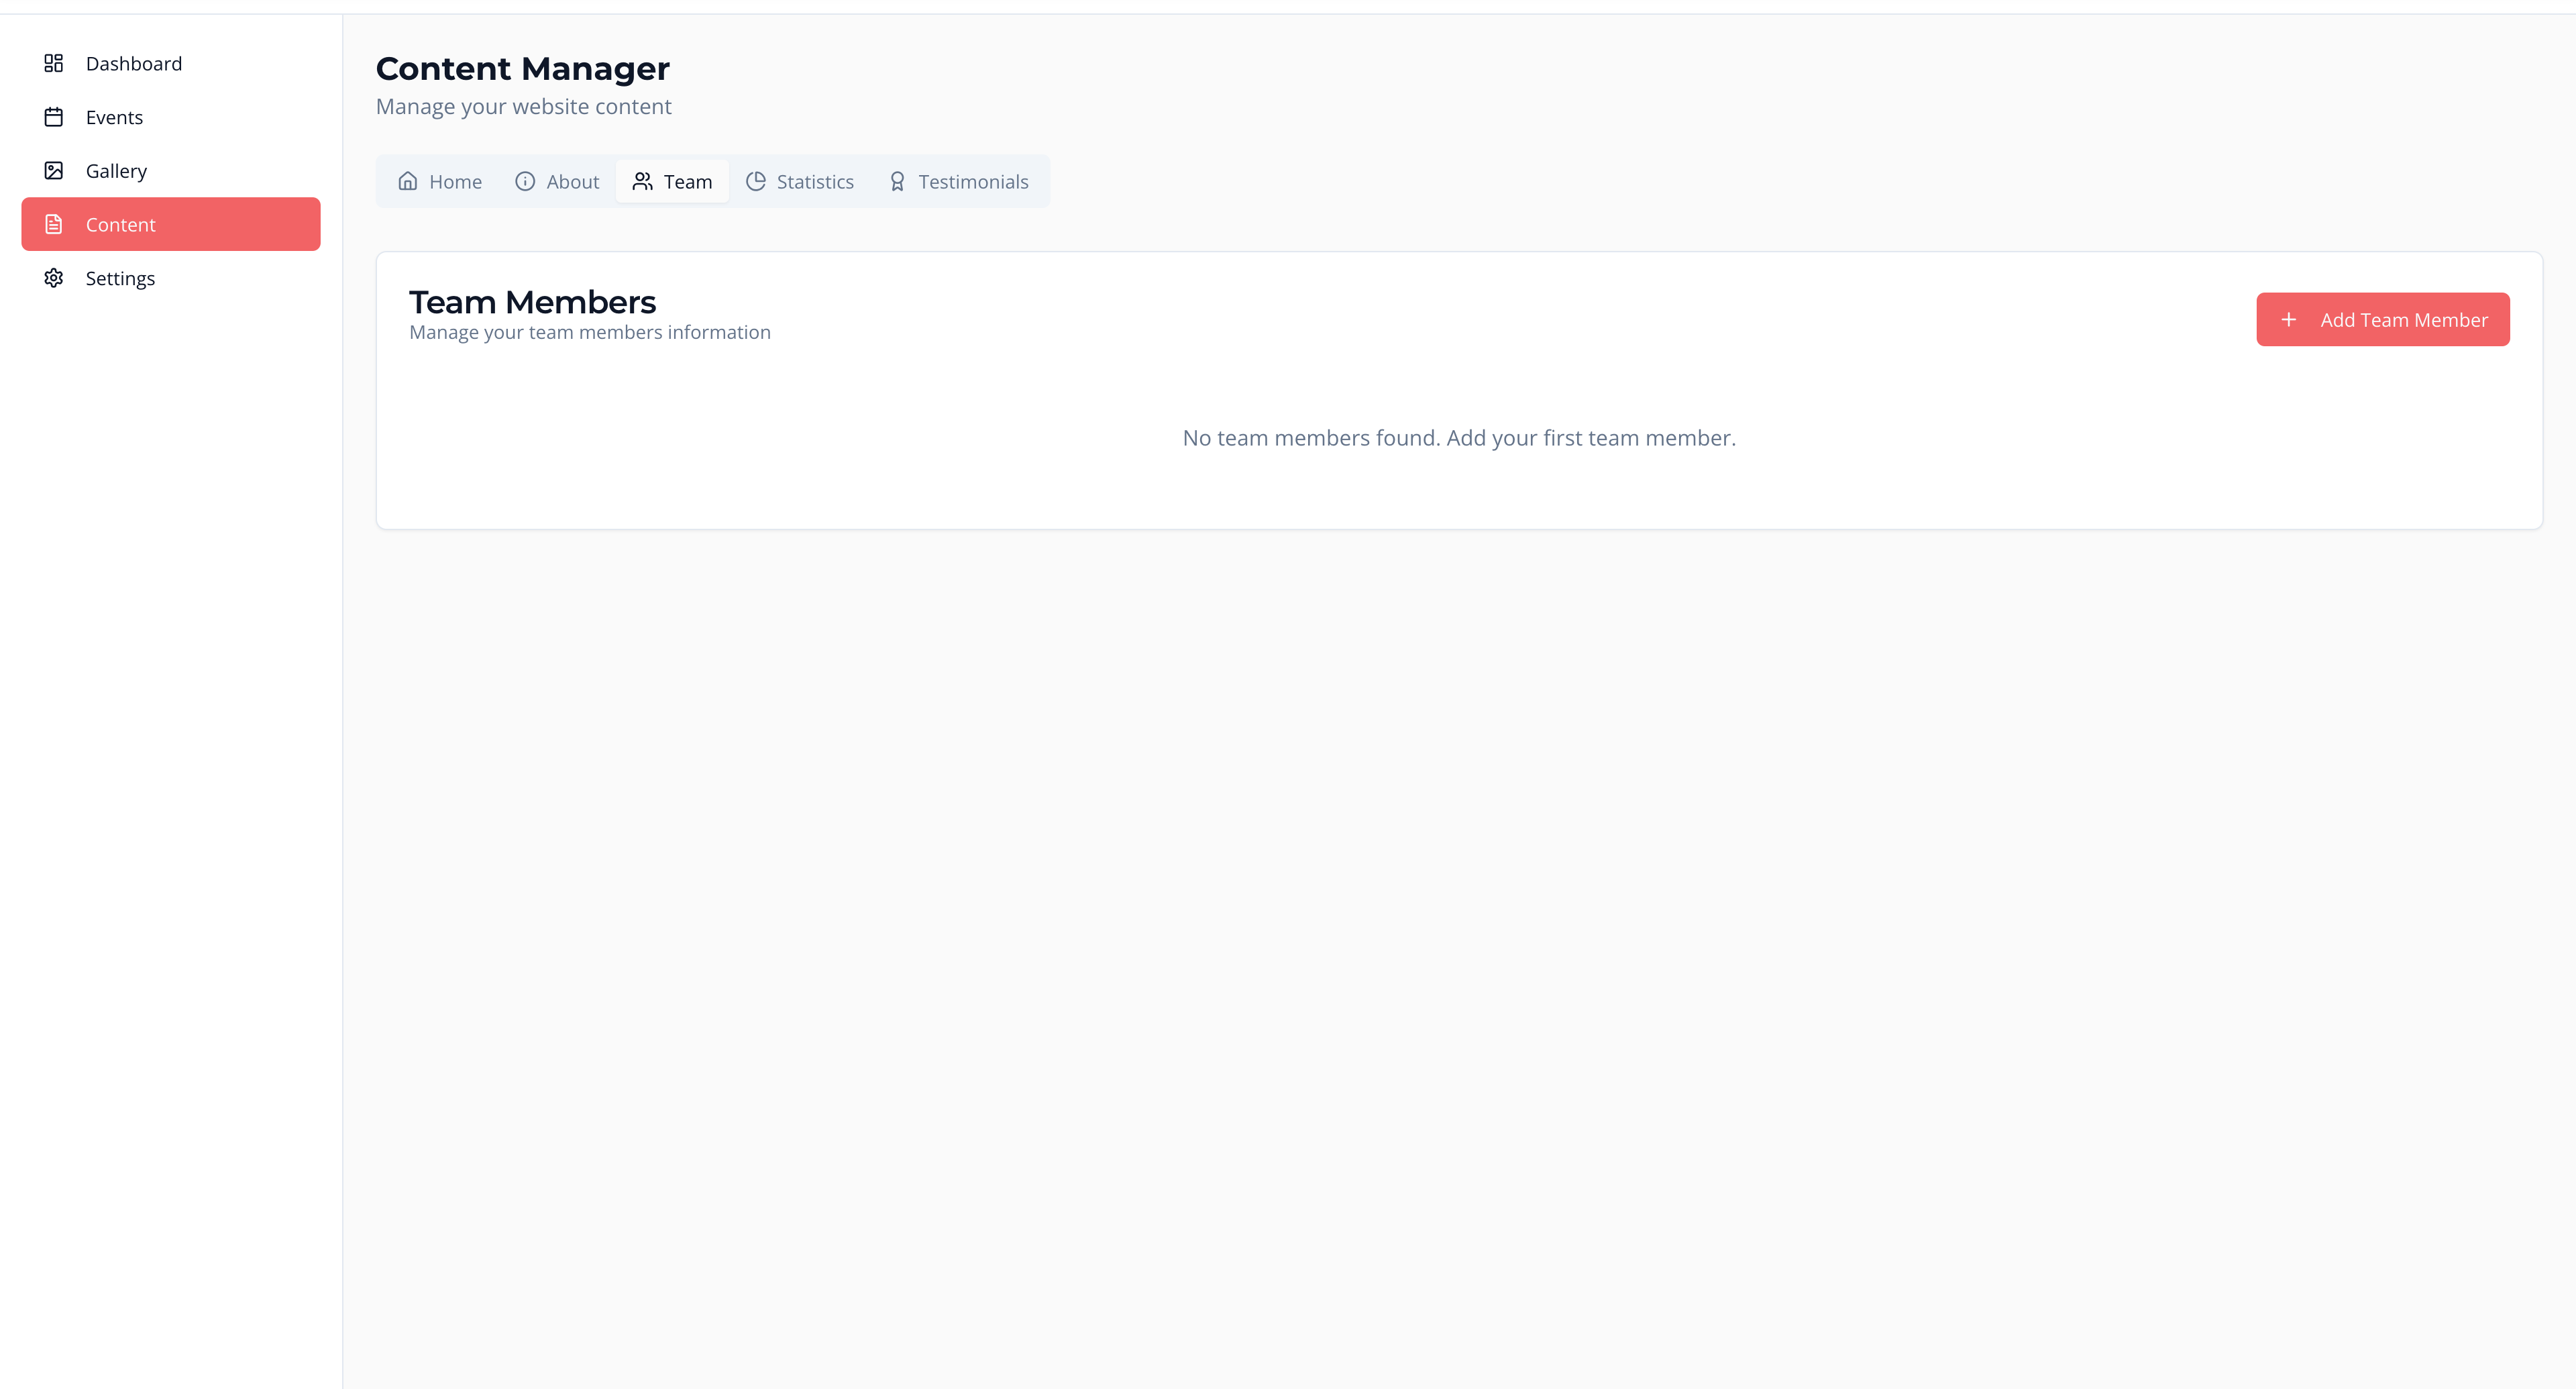 Dashboard
Events
Gallery
Content
Settings
Content Manager
Manage your website content
Home
About
Team
Statistics
Testimonials
Team Members
Manage your team members information
Add Team Member
No team members found. Add your first team member.